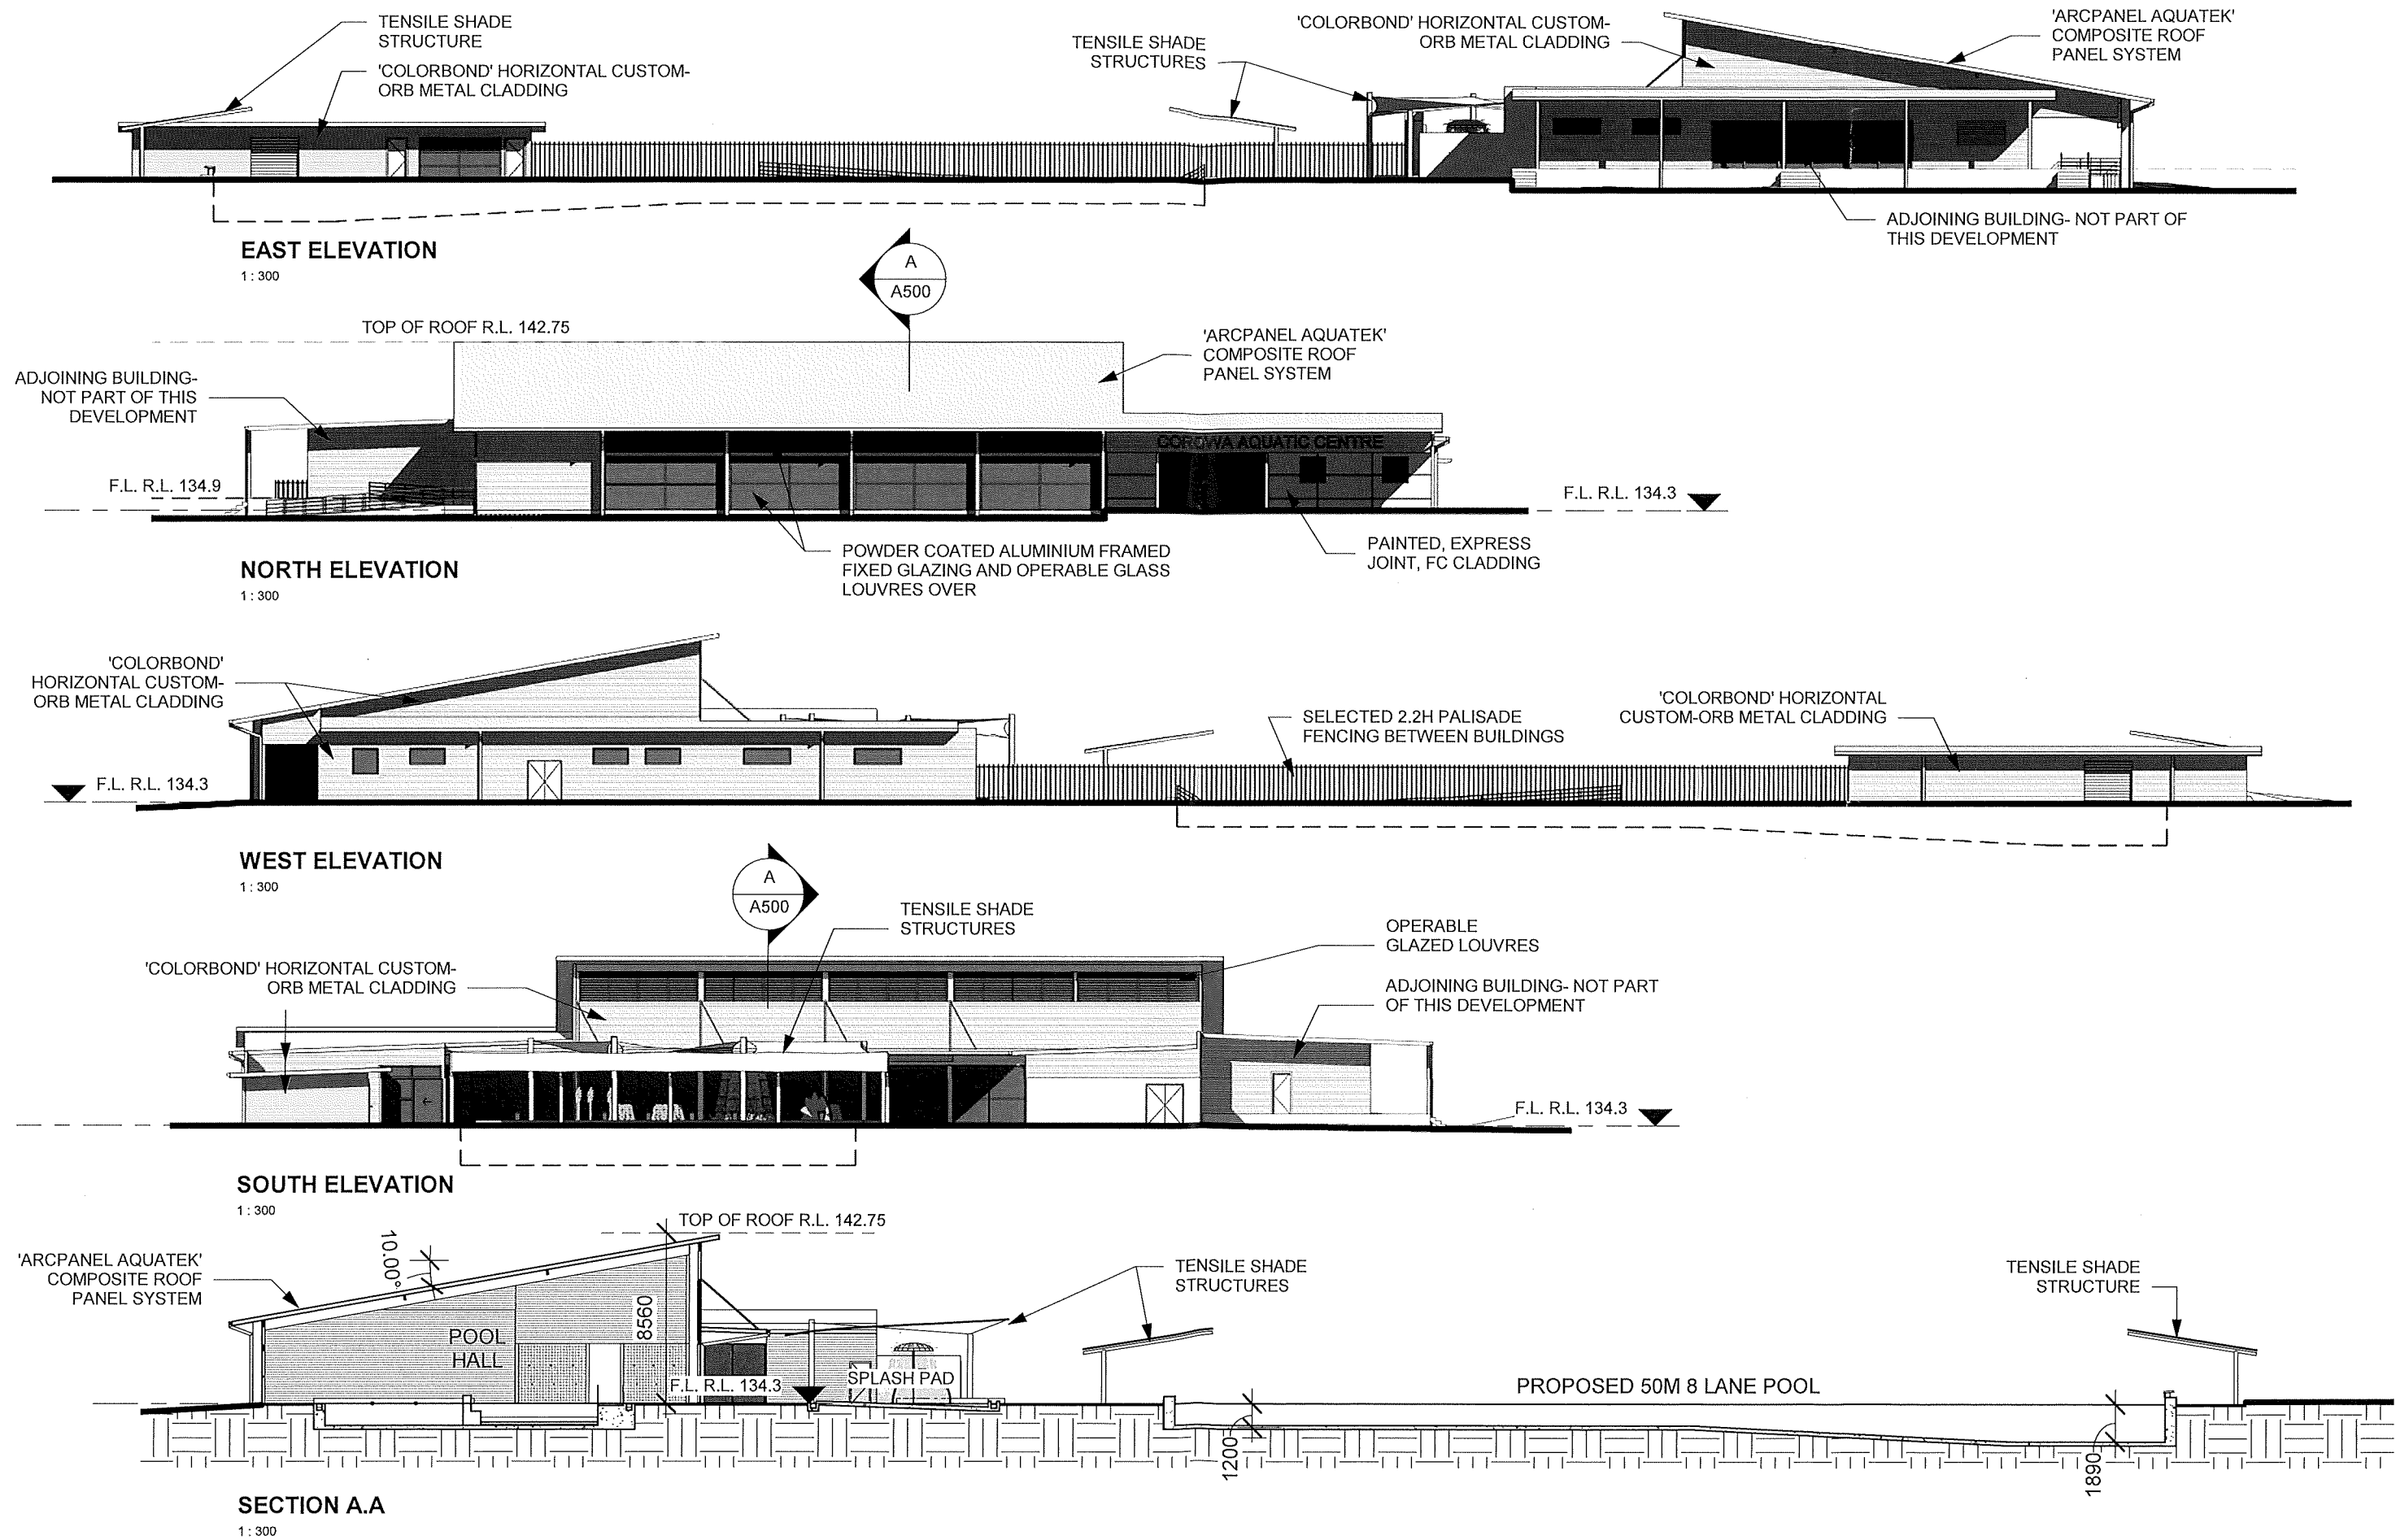 TENSILE SHADE
STRUCTURE
'COLORBOND' HORIZONTAL CUSTOM-
ORB METAL CLADDING
TENSILE SHADE
STRUCTURES
'COLORBOND' HORIZONTAL CUSTOM-
ORB METAL CLADDING
'ARCPANEL AQUATEK'
COMPOSITE ROOF
PANEL SYSTEM
ADJOINING BUILDING- NOT PART OF
THIS DEVELOPMENT
EAST ELEVATION
1 : 300
A
A500
TOP OF ROOF R.L. 142.75
'ARCPANEL AQUATEK'
COMPOSITE ROOF
PANEL SYSTEM
ADJOINING BUILDING-
NOT PART OF THIS
DEVELOPMENT
COROWA AQUATIC CENTRE
F.L. R.L. 134.9
F.L. R.L. 134.3
POWDER COATED ALUMINIUM FRAMED
FIXED GLAZING AND OPERABLE GLASS
LOUVRES OVER
PAINTED, EXPRESS
JOINT, FC CLADDING
NORTH ELEVATION
1 : 300
'COLORBOND'
HORIZONTAL CUSTOM-
ORB METAL CLADDING
SELECTED 2.2H PALISADE
FENCING BETWEEN BUILDINGS
'COLORBOND' HORIZONTAL
CUSTOM-ORB METAL CLADDING
F.L. R.L. 134.3
WEST ELEVATION
1 : 300
A
A500
TENSILE SHADE
STRUCTURES
OPERABLE
GLAZED LOUVRES
'COLORBOND' HORIZONTAL CUSTOM-
ORB METAL CLADDING
ADJOINING BUILDING- NOT PART
OF THIS DEVELOPMENT
F.L. R.L. 134.3
SOUTH ELEVATION
1 : 300
TOP OF ROOF R.L. 142.75
'ARCPANEL AQUATEK'
COMPOSITE ROOF
PANEL SYSTEM
10.00°
8560
POOL
HALL
F.L. R.L. 134.3
SPLASH PAD
TENSILE SHADE
STRUCTURES
TENSILE SHADE
STRUCTURE
PROPOSED 50M 8 LANE POOL
1200
1890
SECTION A.A
1 : 300